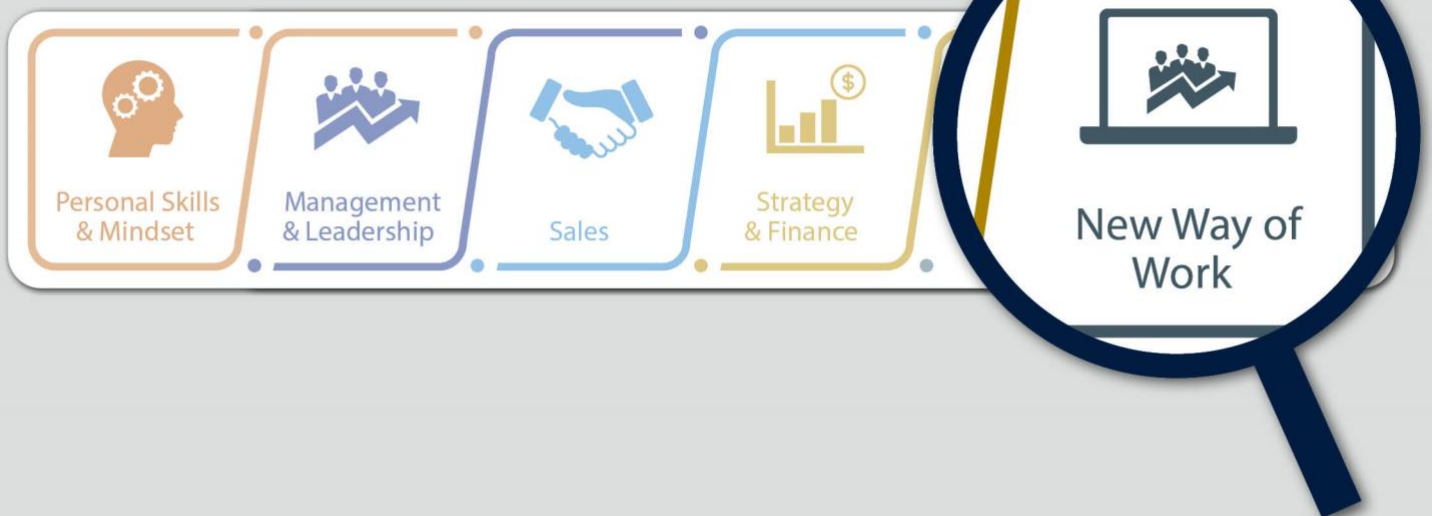 Personal Skills
& Mindset
Management
& Leadership
Sales
Strategy
& Finance
New Way of
Work
$